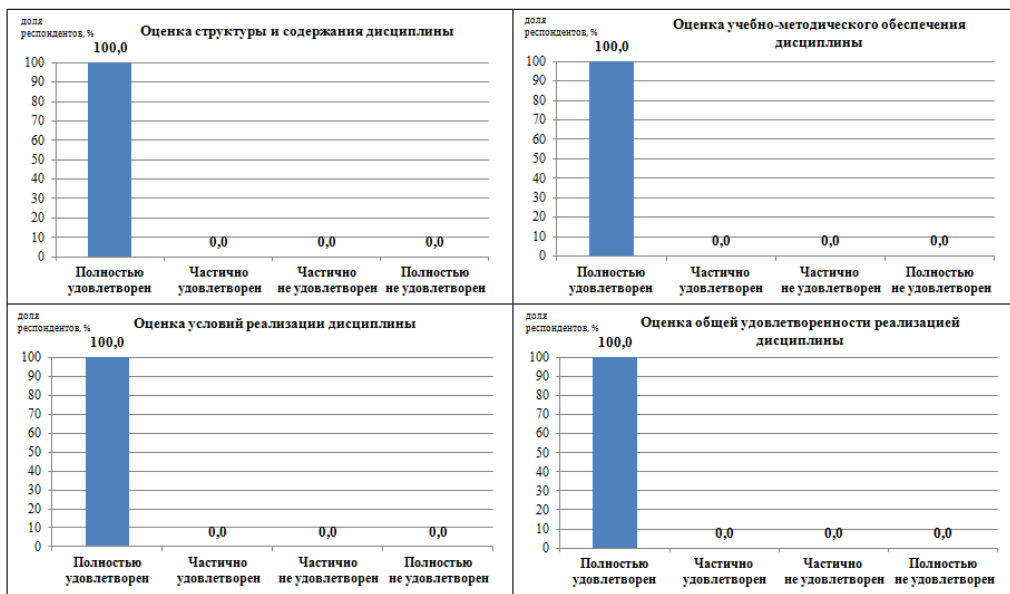 доля
респондентов, %
Оценка структуры и содержания дисциплины
100,0
100
90
80
70
60
50
40
30
20
10
0
0,0 0,0 0,0
Полностью удовлетворен
Частично удовлетворен
Частично не удовлетворен
Полностью не удовлетворен
доля
респондентов, %
Оценка учебно-методического обеспечения
дисциплины
100,0
100
90
80
70
60
50
40
30
20
10
0
0,0 0,0 0,0
Полностью удовлетворен
Частично удовлетворен
Частично не удовлетворен
Полностью не удовлетворен
доля
респондентов, %
Оценка условий реализации дисциплины
100,0
100
90
80
70
60
50
40
30
20
10
0
0,0 0,0 0,0
Полностью удовлетворен
Частично удовлетворен
Частично не удовлетворен
Полностью не удовлетворен
доля
респондентов, %
Оценка общей удовлетворенности реализацией
дисциплины
100,0
100
90
80
70
60
50
40
30
20
10
0
0,0 0,0 0,0
Полностью удовлетворен
Частично удовлетворен
Частично не удовлетворен
Полностью не удовлетворен